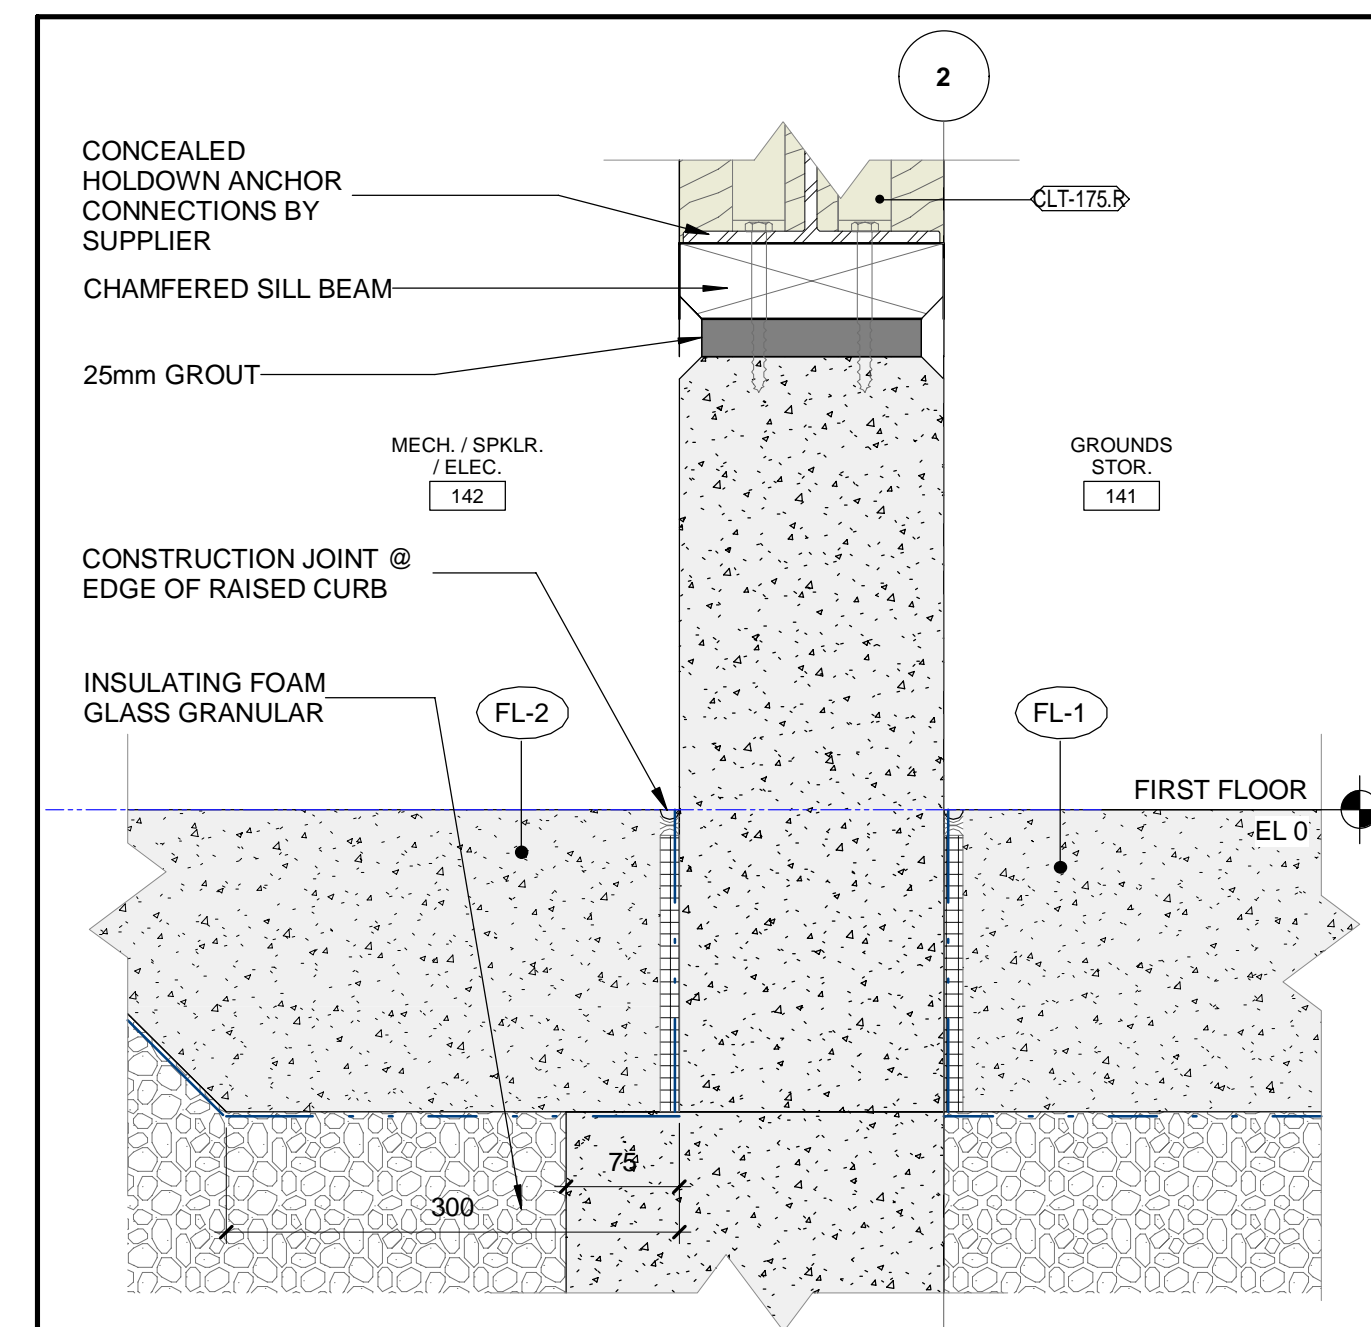 2
CONCEALED
HOLDOWN ANCHOR
CONNECTIONS BY
SUPPLIER
CLT-175.R
CHAMFERED SILL BEAM
25mm GROUT
MECH. / SPKLR.
/ ELEC.
142
GROUNDS
STOR.
141
CONSTRUCTION JOINT @
EDGE OF RAISED CURB
INSULATING FOAM
GLASS GRANULAR
FL-2
FL-1
FIRST FLOOR
EL 0
75
300